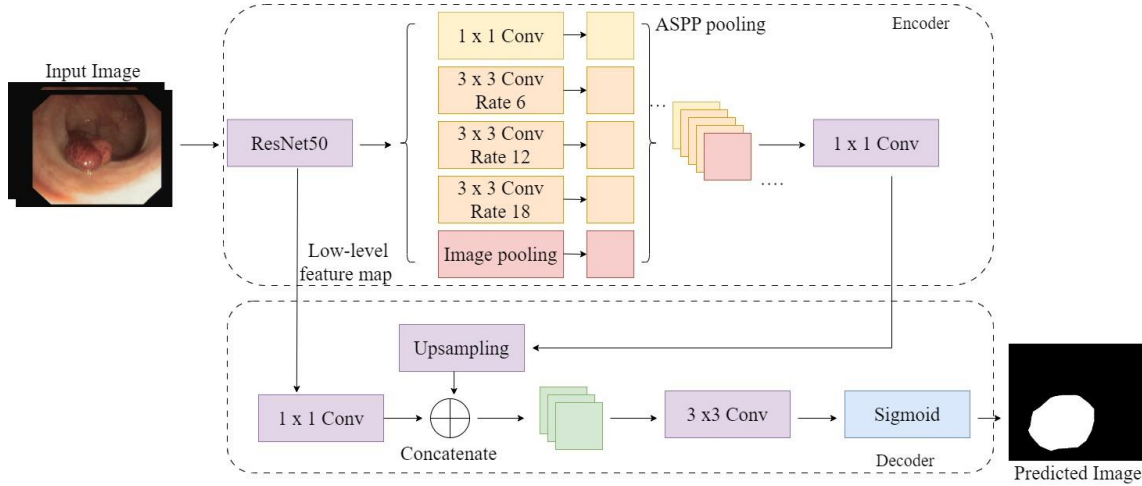 Input Image
ResNet50
1 x 1 Conv
3 x 3 Conv
Rate 6
3 x 3 Conv
Rate 12
3 x 3 Conv
Rate 18
Image pooling
ASPP pooling
Encoder
1 x 1 Conv
Low-level
feature map
Upsampling
1 x 1 Conv
Concatenate
3 x3 Conv
Sigmoid
Decoder
Predicted Image